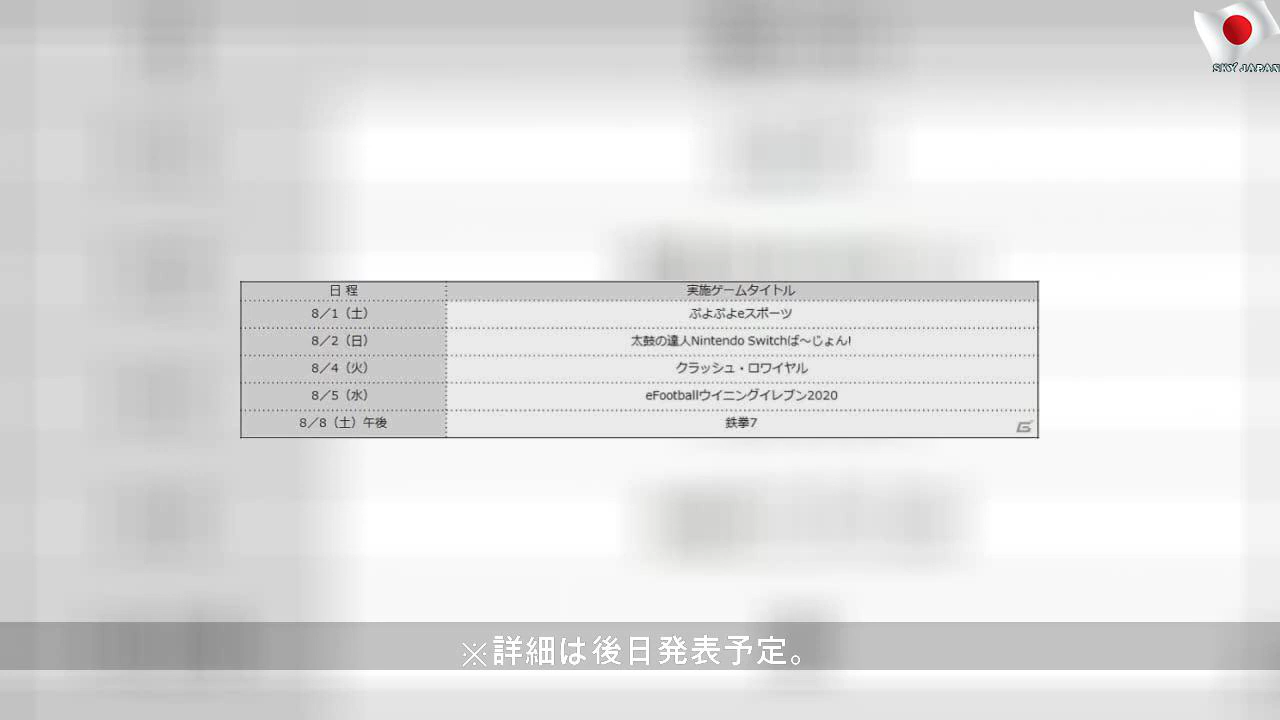 SKY JAPAN
日 程 実施ゲームタイトル
8／1（土） ぷよぷよeスポーツ
8／2（日） 太鼓の達人Nintendo Switchば～じょん!
8／4（火） クラッシュ・ロワイヤル
8／5（水） eFootballウイニングイレブン2020
8／8（土）午後 鉄拳7
※詳細は後日発表予定。